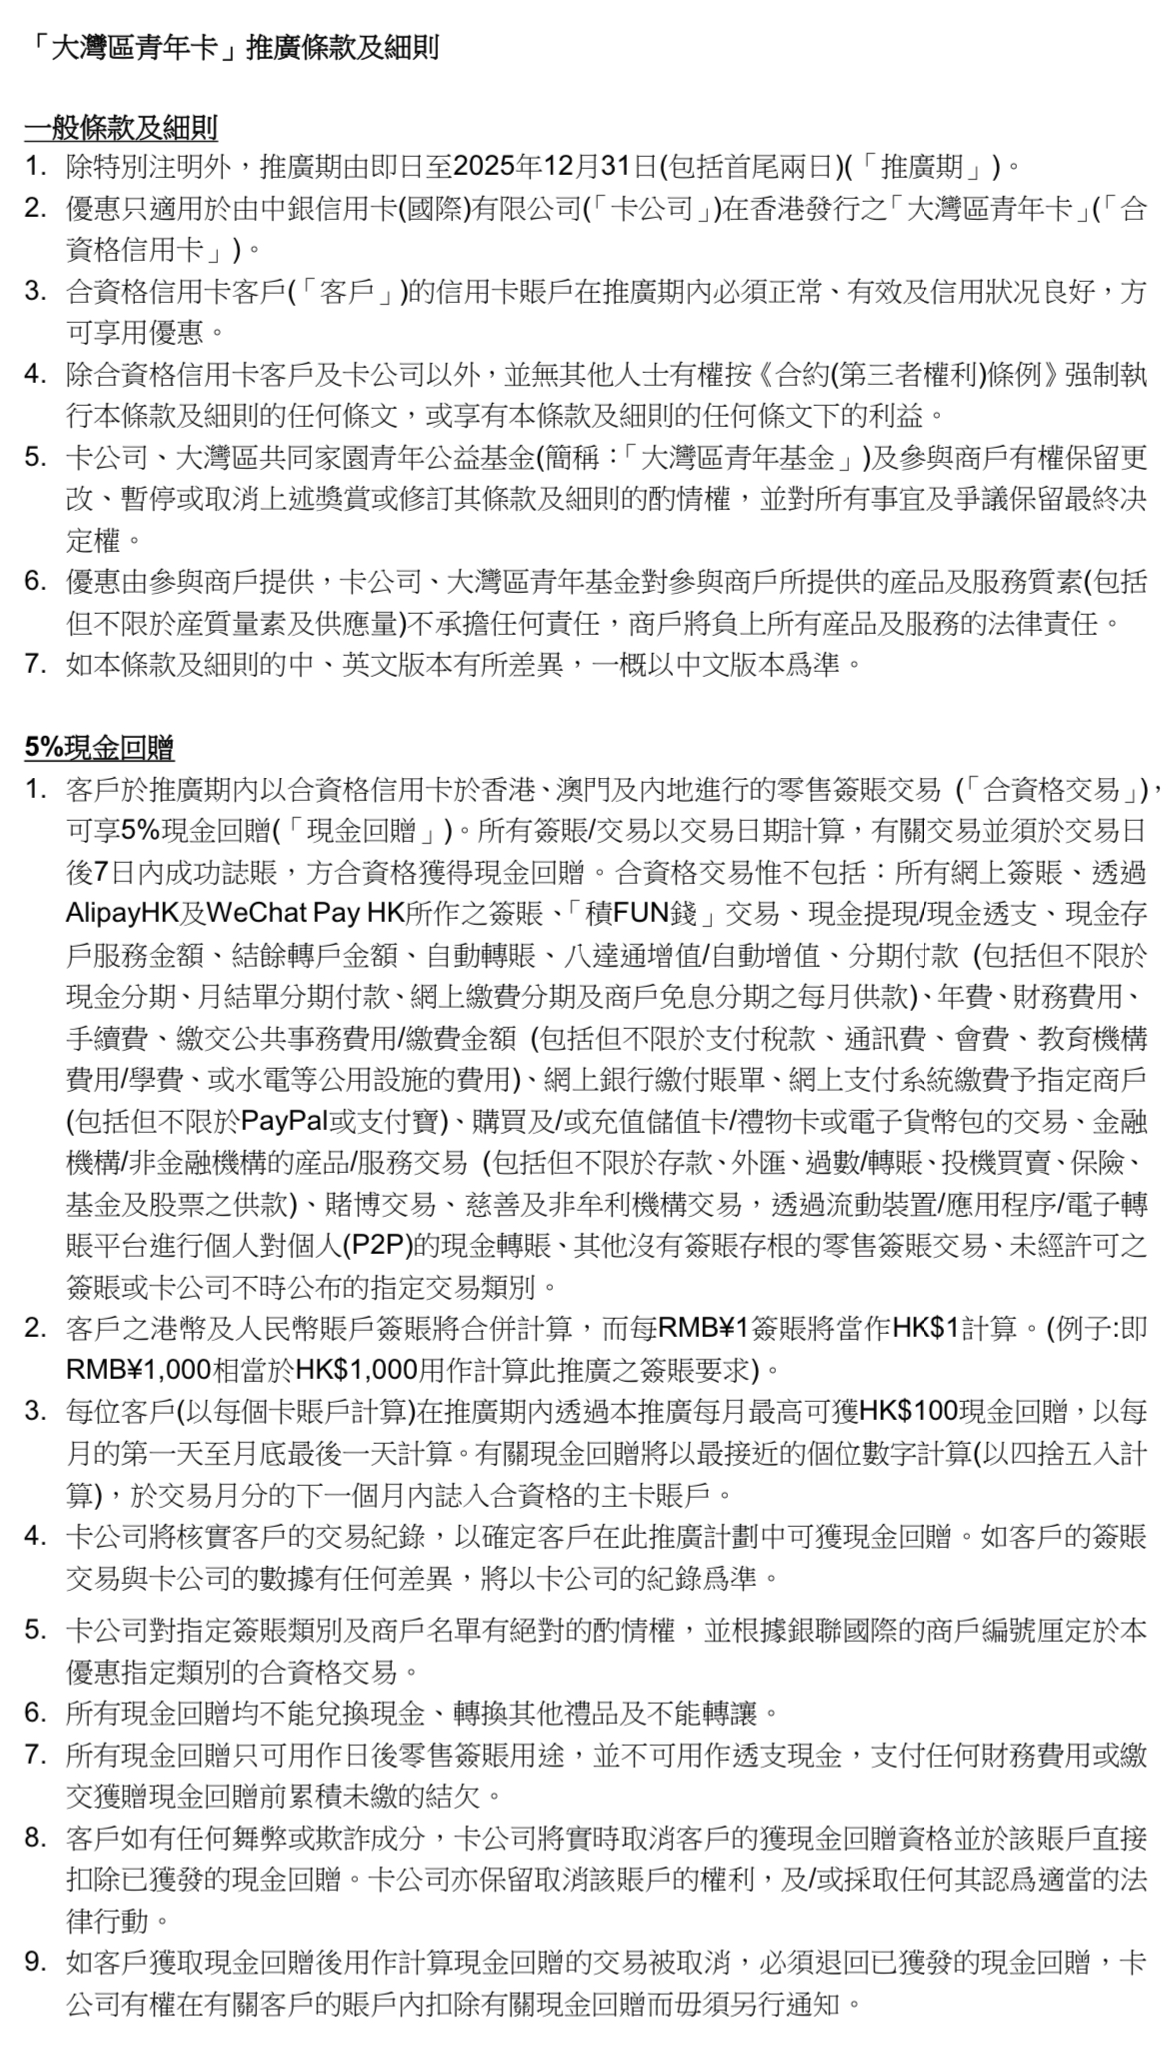 「大灣區青年卡」推廣條款及細則
一般條款及細則
1. 除特別注明外，推廣期由即日至2025年12月31日(包括首尾兩日)(「推廣期」)。
2. 優惠只適用於由中銀信用卡(國際)有限公司(「卡公司」)在香港發行之「大灣區青年卡」(「合
資格信用卡」)。
3. 合資格信用卡客戶(「客戶」)的信用卡賬戶在推廣期內必須正常、有效及信用狀況良好，方
可享用優惠。
4. 除合資格信用卡客戶及卡公司以外，並無其他人士有權按《合約(第三者權利)條例》强制執
行本條款及細則的任何條文，或享有本條款及細則的任何條文下的利益。
5. 卡公司、大灣區共同家園青年公益基金(簡稱：「大灣區青年基金」)及參與商戶有權保留更
改、暫停或取消上述獎賞或修訂其條款及細則的酌情權，並對所有事宜及爭議保留最終决
定權。
6. 優惠由參與商戶提供，卡公司、大灣區青年基金對參與商戶所提供的産品及服務質素(包括
但不限於産質量素及供應量)不承擔任何責任，商戶將負上所有産品及服務的法律責任。
7. 如本條款及細則的中、英文版本有所差異，一概以中文版本爲準。
5%現金回贈
1. 客戶於推廣期內以合資格信用卡於香港、澳門及內地進行的零售簽賬交易 (「合資格交易」)，
可享5%現金回贈(「現金回贈」)。所有簽賬/交易以交易日期計算，有關交易並須於交易日
後7日內成功誌賬，方合資格獲得現金回贈。合資格交易惟不包括：所有網上簽賬、透過
AlipayHK及WeChat Pay HK所作之簽賬、「積FUN錢」交易、現金提現/現金透支、現金存
戶服務金額、結餘轉戶金額、自動轉賬、八達通增值/自動增值、分期付款 (包括但不限於
現金分期、月結單分期付款、網上繳費分期及商戶免息分期之每月供款)、年費、財務費用、
手續費、繳交公共事務費用/繳費金額 (包括但不限於支付稅款、通訊費、會費、教育機構
費用/學費、或水電等公用設施的費用)、網上銀行繳付賬單、網上支付系統繳費予指定商戶
(包括但不限於PayPal或支付寶)、購買及/或充值儲值卡/禮物卡或電子貨幣包的交易、金融
機構/非金融機構的産品/服務交易 (包括但不限於存款、外匯、過數/轉賬、投機買賣、保險、
基金及股票之供款)、賭博交易、慈善及非牟利機構交易，透過流動裝置/應用程序/電子轉
賬平台進行個人對個人(P2P)的現金轉賬、其他沒有簽賬存根的零售簽賬交易、未經許可之
簽賬或卡公司不時公布的指定交易類別。
2. 客戶之港幣及人民幣賬戶簽賬將合併計算，而每RMB¥1簽賬將當作HK$1計算。(例子:即
RMB¥1,000相當於HK$1,000用作計算此推廣之簽賬要求)。
3. 每位客戶(以每個卡賬戶計算)在推廣期內透過本推廣每月最高可獲HK$100現金回贈，以每
月的第一天至月底最後一天計算。有關現金回贈將以最接近的個位數字計算(以四捨五入計
算)，於交易月分的下一個月內誌入合資格的主卡賬戶。
4. 卡公司將核實客戶的交易紀錄，以確定客戶在此推廣計劃中可獲現金回贈。如客戶的簽賬
交易與卡公司的數據有任何差異，將以卡公司的紀錄爲準。
5. 卡公司對指定簽賬類別及商戶名單有絕對的酌情權，並根據銀聯國際的商戶編號厘定於本
優惠指定類別的合資格交易。
6. 所有現金回贈均不能兌換現金、轉換其他禮品及不能轉讓。
7. 所有現金回贈只可用作日後零售簽賬用途，並不可用作透支現金，支付任何財務費用或繳
交獲贈現金回贈前累積未繳的結欠。
8. 客戶如有任何舞弊或欺詐成分，卡公司將實時取消客戶的獲現金回贈資格並於該賬戶直接
扣除已獲發的現金回贈。卡公司亦保留取消該賬戶的權利，及/或採取任何其認爲適當的法
律行動。
9. 如客戶獲取現金回贈後用作計算現金回贈的交易被取消，必須退回已獲發的現金回贈，卡
公司有權在有關客戶的賬戶內扣除有關現金回贈而毋須另行通知。